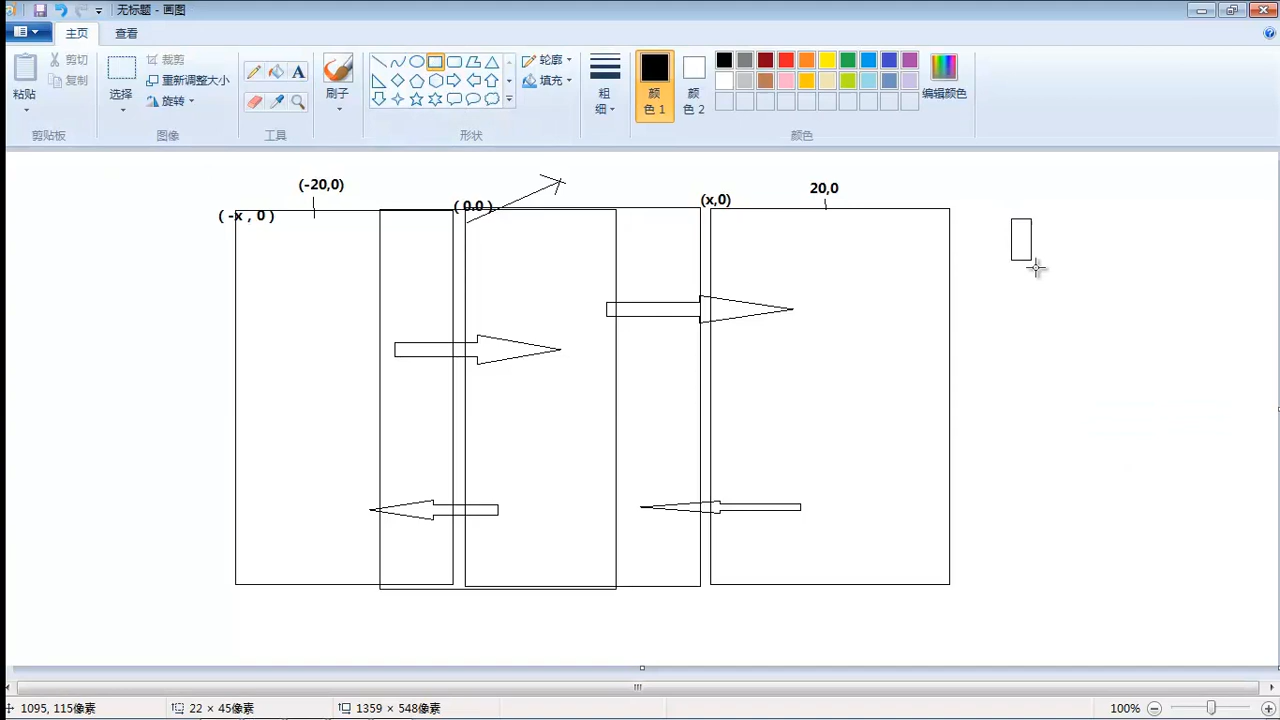 无标题 - 画图
主页 查看
粘贴
剪切
复制
剪贴板
选择
裁剪
重新调整大小
旋转
图像
A
工具
刷子
轮廓
填充
形状
粗
细
颜
色 1
颜
色 2
编辑颜色
颜色
(-20,0)
( -x , 0 )
( 0.0 )
(x,0)
20,0
1095, 115像素
22 × 45像素
1359 × 548像素
100%